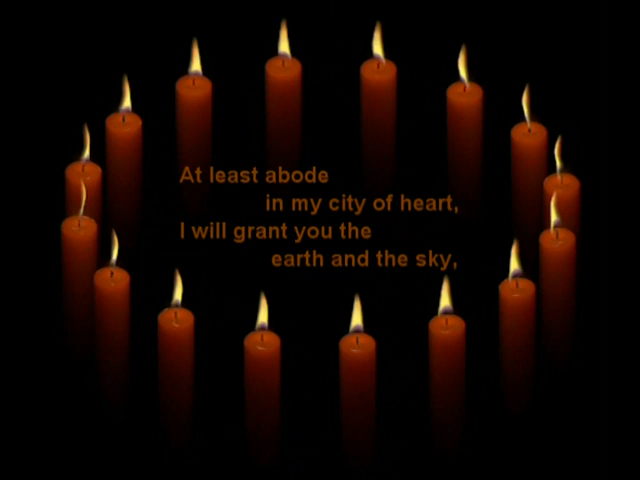 At least abode
in my city of heart,
I will grant you the
earth and the sky,